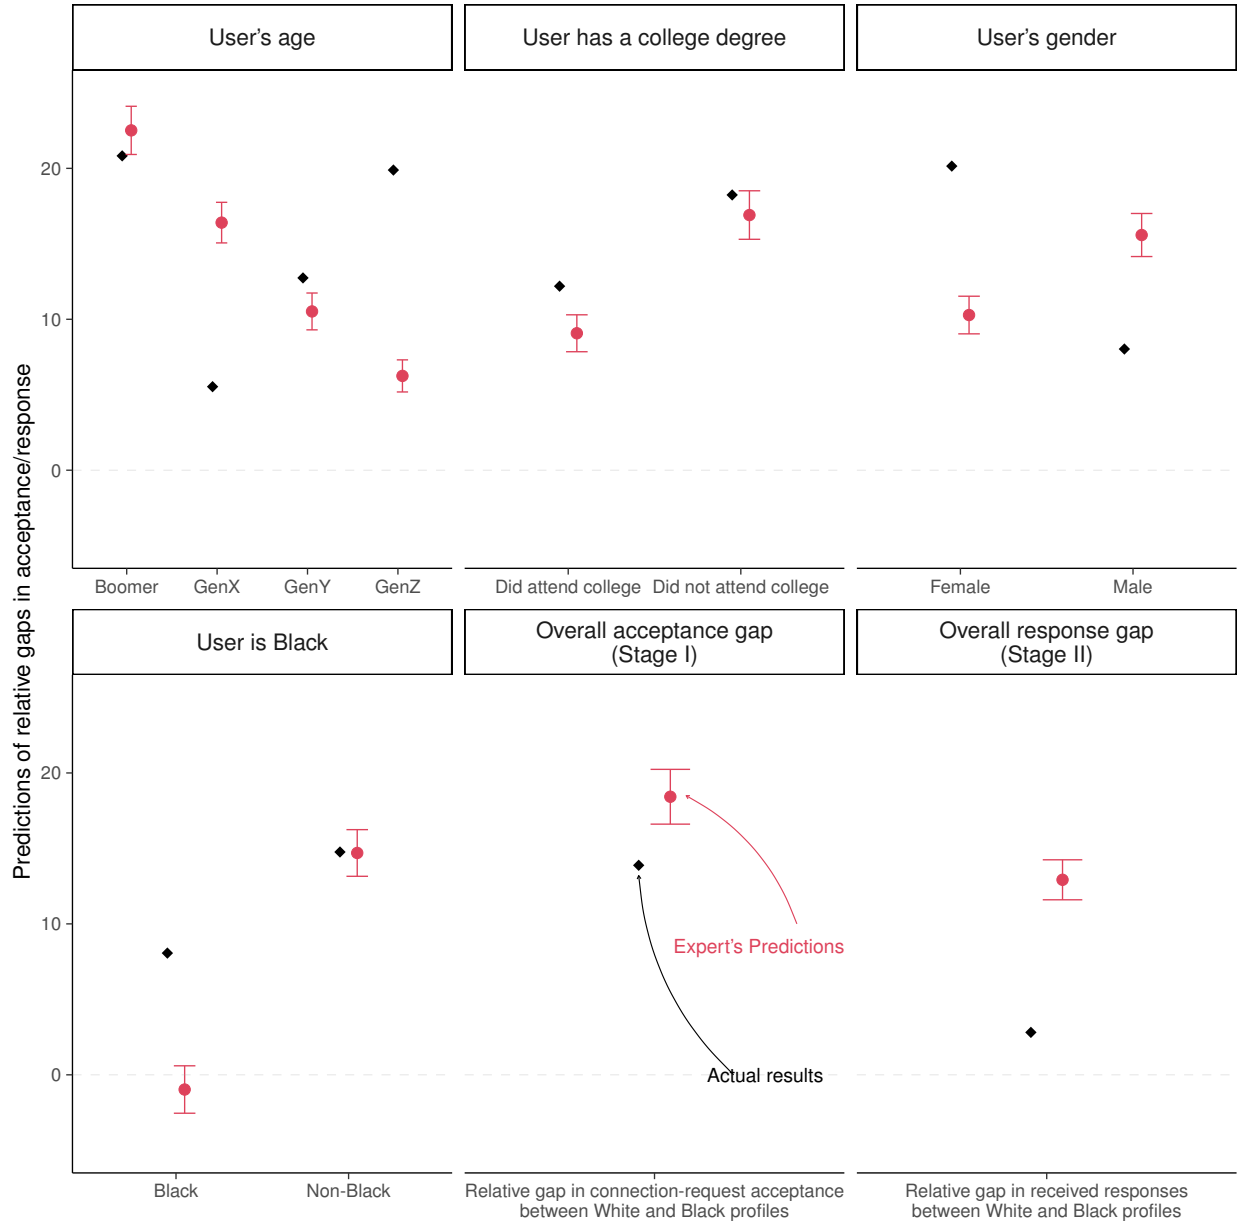 User's age
User has a college degree
User's gender
20
10
0
Boomer
GenX
GenY
GenZ
Did attend college
Did not attend college
Female
Male
Predictions of relative gaps in acceptance/response
User is Black
Overall acceptance gap
(Stage I)
Overall response gap
(Stage II)
20
10
0
Expert's Predictions
Actual results
Black
Non-Black
Relative gap in connection-request acceptance
between White and Black profiles
Relative gap in received responses
between White and Black profiles